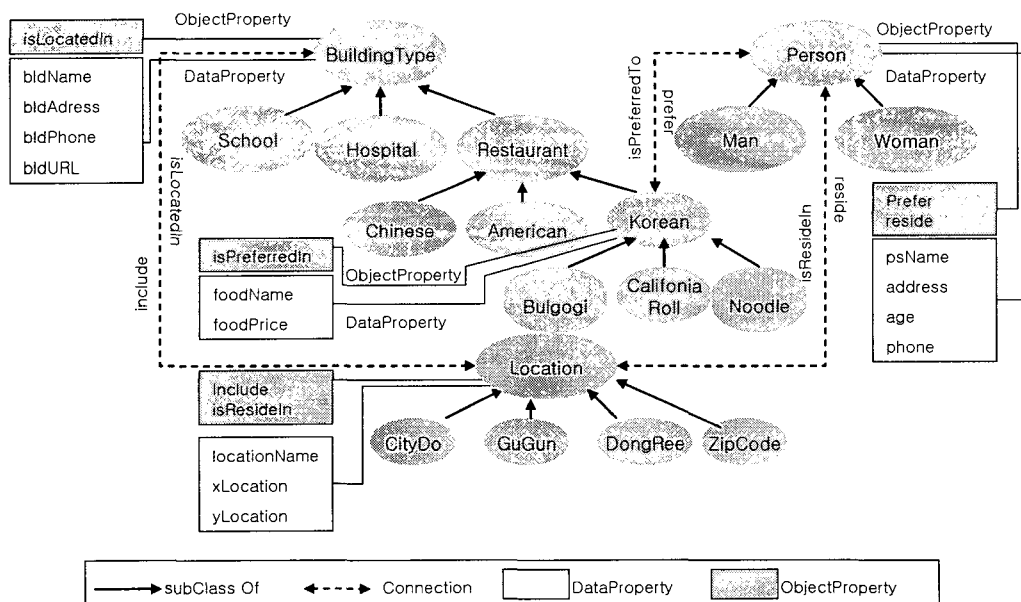 ObjectProperty
isLocatedIn
BuildingType
DataProperty
bldName
bldAdress
bldPhone
bldURL
School
Hospital
Restaurant
isLocatedIn
include
Chinese
American
Korean
isPreferredTo
prefer
Person
ObjectProperty
DataProperty
Man
Woman
reside
isResideIn
Prefer
reside
psName
address
age
phone
isPreferredIn
ObjectProperty
foodName
foodPrice
DataProperty
Bulgogi
Califonia
Roll
Noodle
Location
Include
isResideIn
locationName
xLocation
yLocation
CityDo
GuGun
DongRee
ZipCode
subClass Of
Connection
DataProperty
ObjectProperty